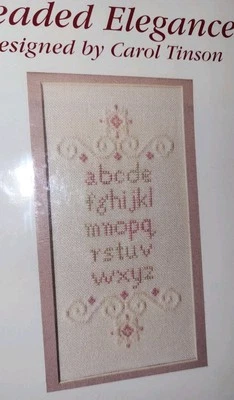 eaded Elegance
esigned by Carol Tinson
abcde
fghijkl
mnopq
rstuv
wxyz